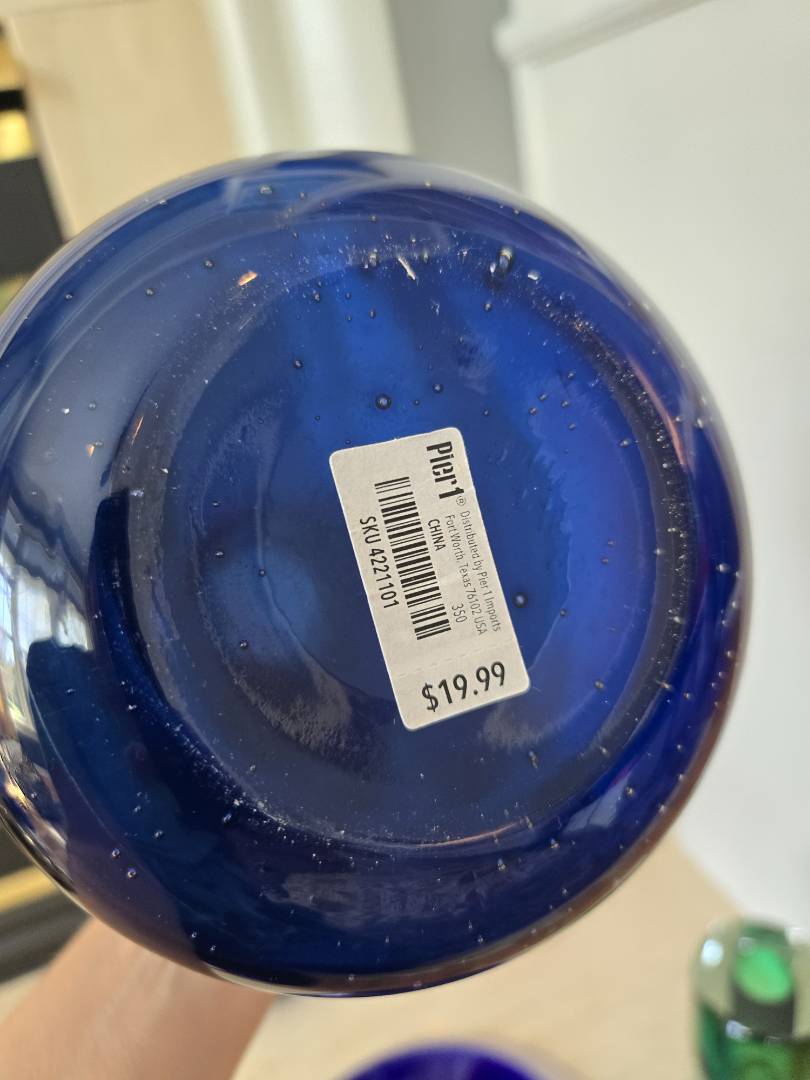 Pier1®
Distributed by Pier 1 Imports
Fort Worth, Texas 76102 USA
CHINA
350
SKU 4221101
$19.99